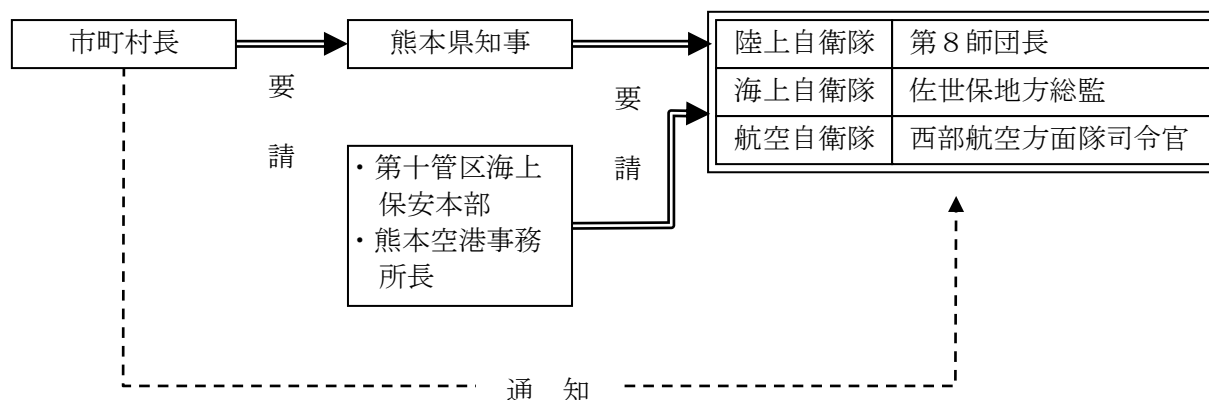 市町村長
熊本県知事
陸上自衛隊 第８師団長
海上自衛隊 佐世保地方総監
航空自衛隊 西部航空方面隊司令官
要
請
要
請
・第十管区海上
保安本部
・熊本空港事務
所長
通 知